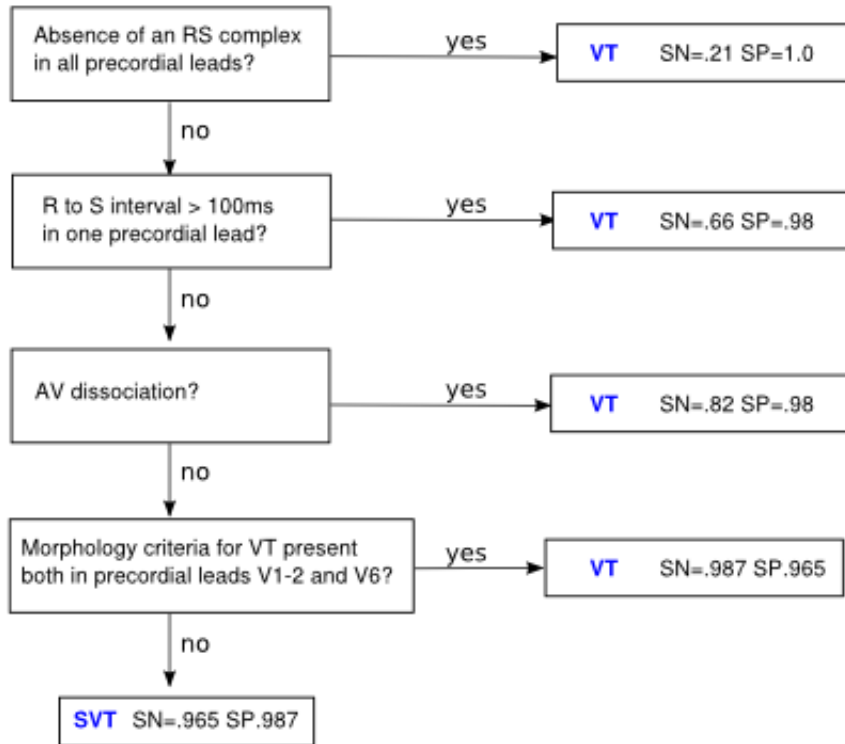 Absence of an RS complex
in all precordial leads?
yes
VT SN=.21 SP=1.0
no
R to S interval > 100ms
in one precordial lead?
yes
VT SN=.66 SP=.98
no
AV dissociation?
yes
VT SN=.82 SP=.98
no
Morphology criteria for VT present
both in precordial leads V1-2 and V6?
yes
VT SN=.987 SP.965
no
SVT SN=.965 SP.987